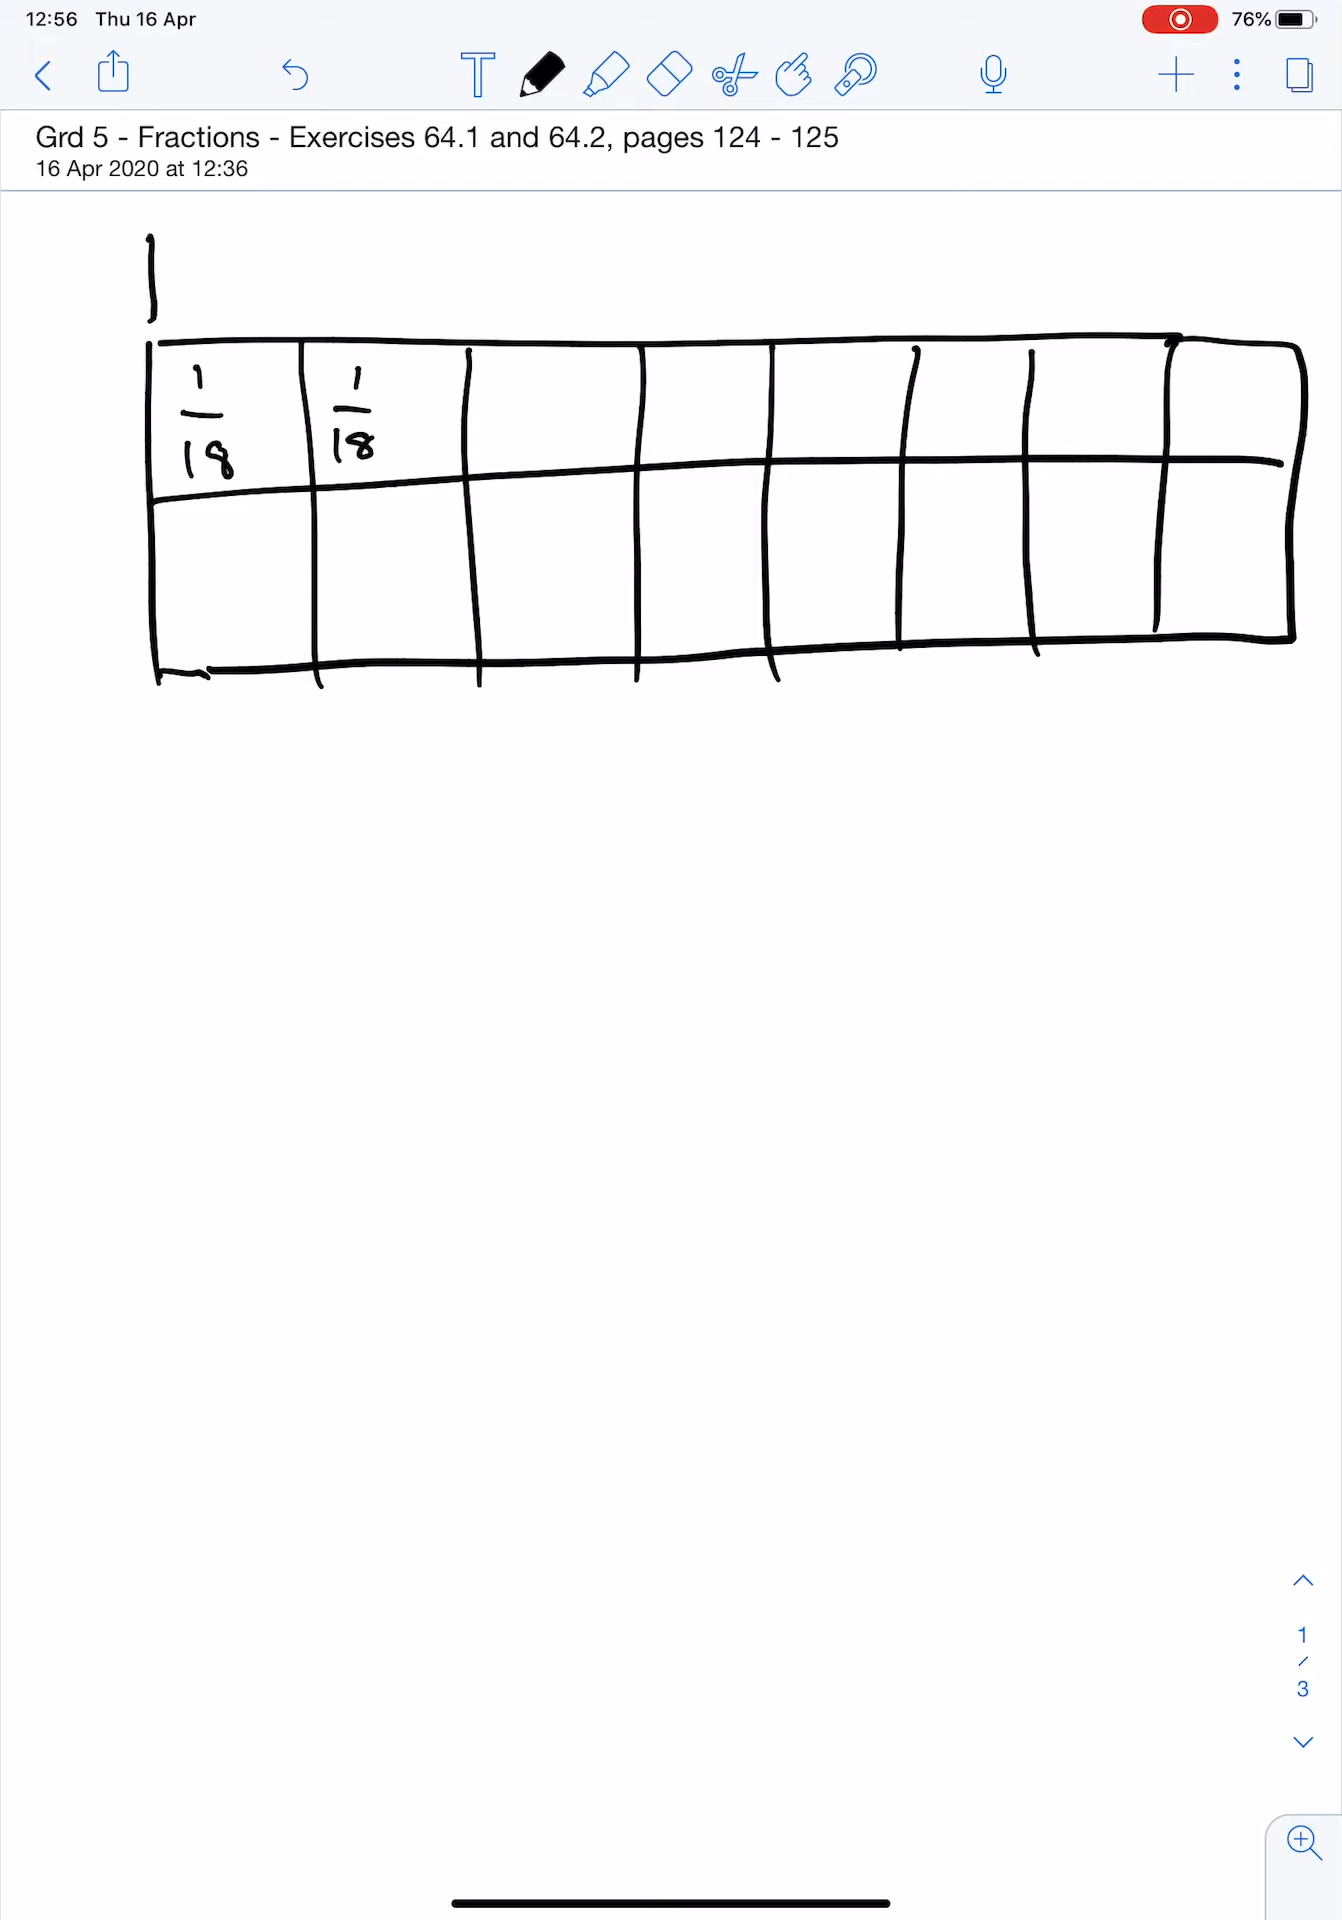 12:56 Thu 16 Apr 76%
T
Grd 5 - Fractions - Exercises 64.1 and 64.2, pages 124 - 125
16 Apr 2020 at 12:36
1
1 1
18 18
1
/
3